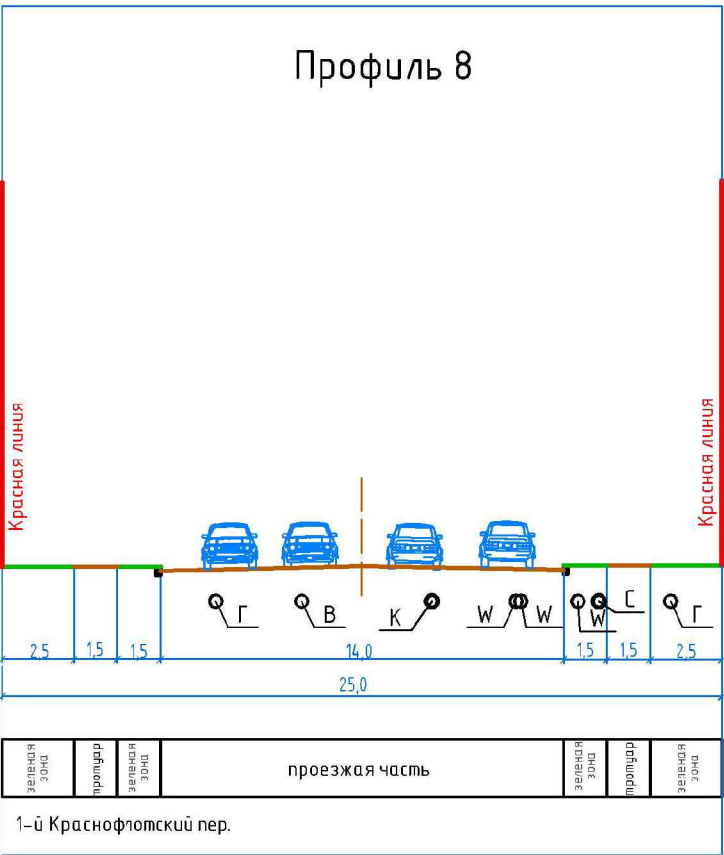 Профиль 8
Красная линия
Красная линия
Г
В
К
W
W
W
С
Г
2,5
1,5
1,5
14,0
1,5
1,5
2,5
25,0
зеленая
зона
тротуар
зеленая
зона
проезжая часть
зеленая
зона
тротуар
зеленая
зона
1-й Краснофлотский пер.